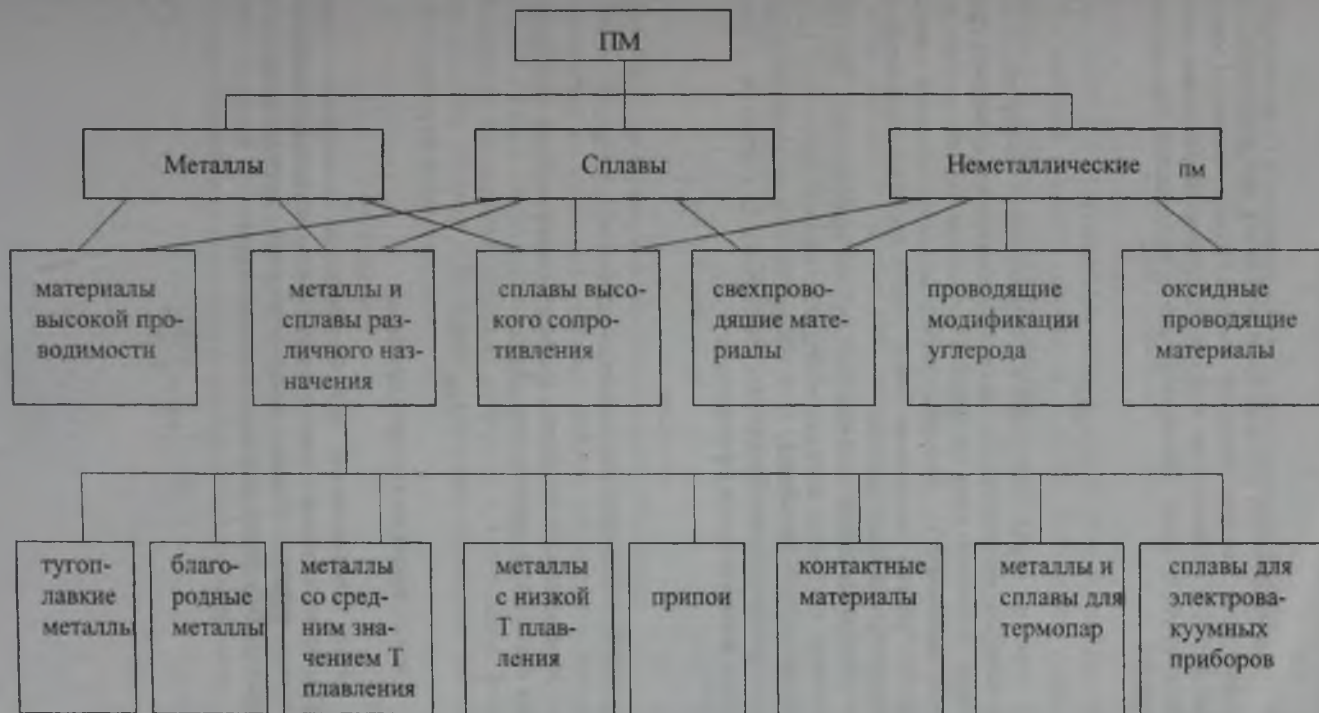 ПМ
Металлы
Сплавы
Неметаллические пм
материалы
высокой про-
водимости
металлы и
сплавы раз-
личного наз-
начения
сплавы высо-
кого сопро-
тивления
свехпрово-
дяшие мате-
риалы
проводящие
модификации
углерода
оксидные
проводящие
материалы
тугоп-
лавкие
металлы
благо-
родные
металлы
металлы
со сред-
ним зна-
чением Т
плавления
металлы
с низкой
Т плав-
ления
припои
контактные
материалы
металлы и
сплавы для
термопар
сплавы для
электрова-
куумных
приборов